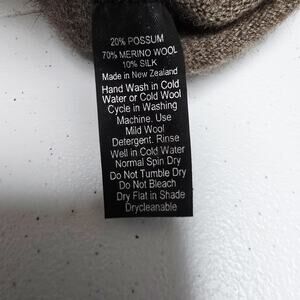 20% POSSUM
70% MERINO WOOL
10% SILK
Made in New Zealand
Hand Wash in Cold
Water or Cold Wool
Cycle in Washing
Machine. Use
Mild Wool
Detergent. Rinse
Well in Cold Water
Normal Spin Dry
Do Not Tumble Dry
Do Not Bleach
Dry Flat in Shade
Drycleanable